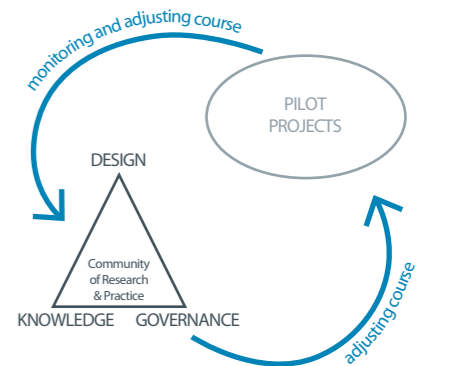 monitoring and adjusting course
PILOT
PROJECTS
DESIGN
Community
of Research
& Practice
KNOWLEDGE GOVERNANCE
adjusting course